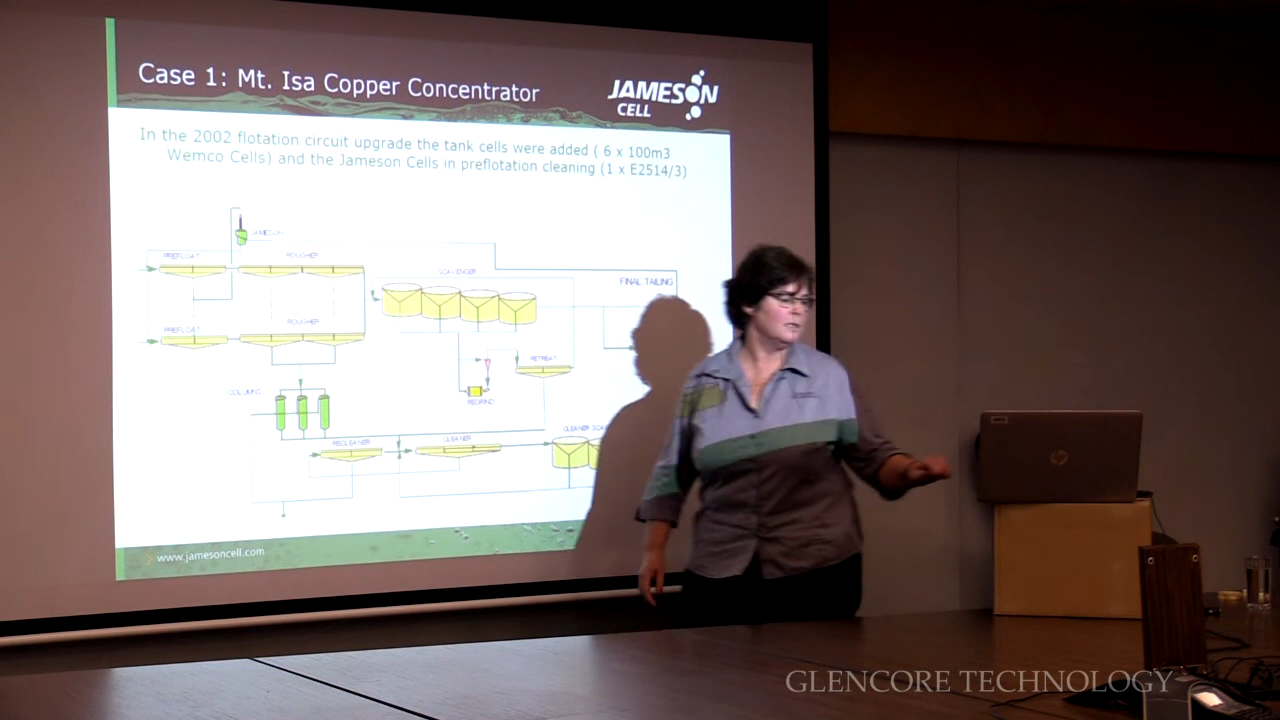 Case 1: Mt. Isa Copper Concentrator
JAMESON
CELL
In the 2002 flotation circuit upgrade the tank cells were added ( 6 x 100m3
Wemco Cells) and the Jameson Cells in preflotation cleaning (1 x E2514/3)
JAMESON
PREFLOAT
ROUGHER
SCAVENGER
FINAL TAILING
PREFLOAT
ROUGHER
RETREAT
COLUMNS
REGRIND
RECLEANER
CLEANER
CLEANER
www.jamesoncell.com
hp
GLENCORE TECHNOLOGY